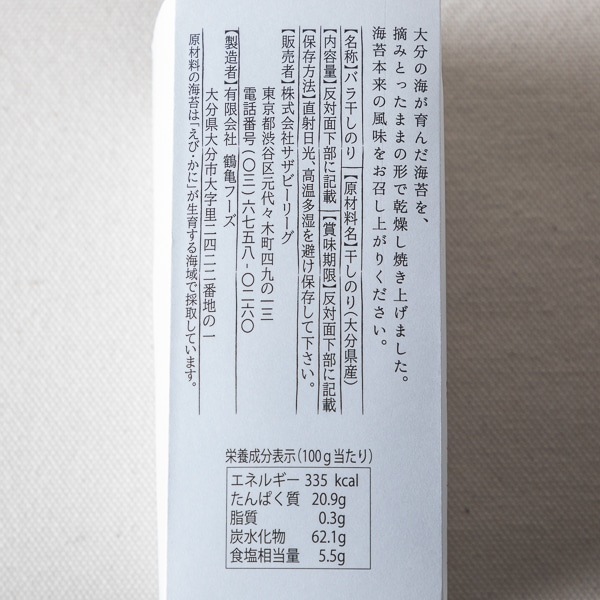 大分の海が育んだ海苔を、
摘みとったままの形で乾燥し焼き上げました。
海苔本来の風味をお召し上がりください。
【名称】バラ干しのり【原材料名】干しのり(大分県産)
【内容量】反対面下部に記載【賞味期限】反対面下部に記載
【保存方法】直射日光、高温多湿を避け保存して下さい。
【販売者】株式会社サザビーリーグ
東京都渋谷区元代々木町四九の一三
電話番号(〇三)六七五八-〇二六〇
【製造者】有限会社 鶴亀フーズ
大分県大分市大字里二四二二番地の一
原材料の海苔は「えび・かに」が生育する海域で採取しています。
栄養成分表示(100g当たり)
エネルギー 335 kcal
たんぱく質 20.9g
脂質 0.3g
炭水化物 62.1g
食塩相当量 5.5g